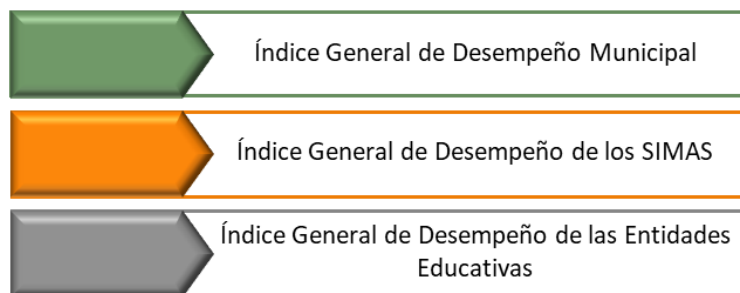 Índice General de Desempeño Municipal
Índice General de Desempeño de los SIMAS
Índice General de Desempeño de las Entidades
Educativas